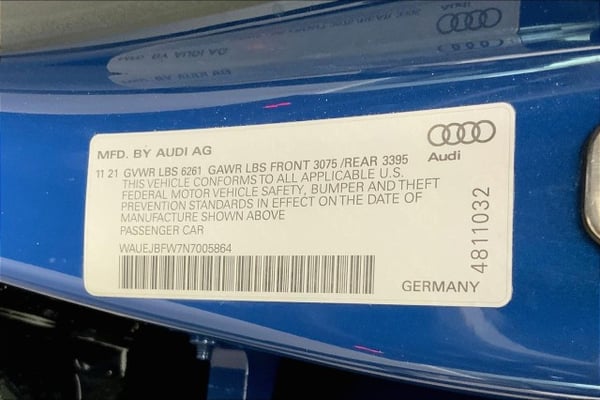 MFD. BY AUDI AG
Audi
11 21 GVWR LBS 6261 GAWR LBS FRONT 3075 /REAR 3395
THIS VEHICLE CONFORMS TO ALL APPLICABLE U.S.
FEDERAL MOTOR VEHICLE SAFETY, BUMPER AND THEFT
PREVENTION STANDARDS IN EFFECT ON THE DATE OF
MANUFACTURE SHOWN ABOVE
PASSENGER CAR
WAUEJBFW7N7005864
GERMANY
4811032